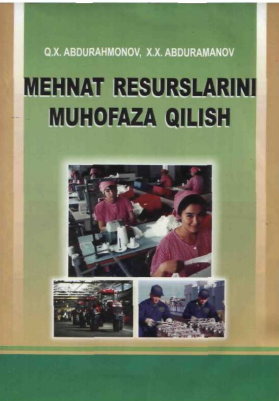 Q.X. ABDURAHMONOV, X.X. ABDURAMANOV
MEHNAT RESURSLARINI
MUHOFAZA QILISH